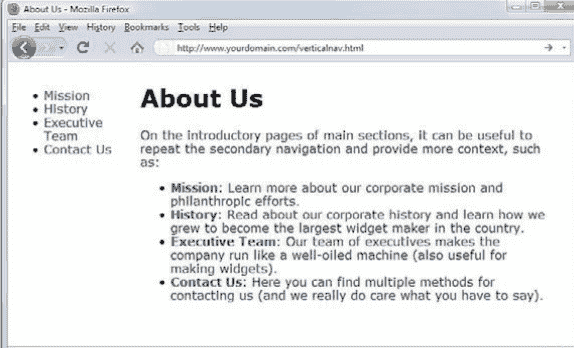 About Us - Mozilla Firefox
File Edit View History Bookmarks Tools Help
http://www.yourdomain.com/verticalnav.html
• Mission
• History
• Executive
Team
• Contact Us
About Us
On the introductory pages of main sections, it can be useful to
repeat the secondary navigation and provide more context, such
as:
• Mission: Learn more about our corporate mission and
philanthropic efforts.
• History: Read about our corporate history and learn how we
grew to become the largest widget maker in the country.
• Executive Team: Our team of executives makes the
company run like a well-oiled machine (also useful for
making widgets).
• Contact Us: Here you can find multiple methods for
contacting us (and we really do care what you have to say).